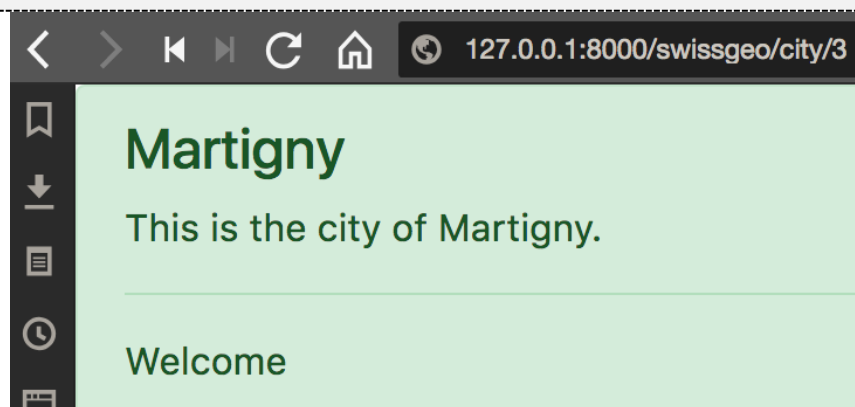 127.0.0.1:8000/swissgeo/city/3
Martigny
This is the city of Martigny.
Welcome